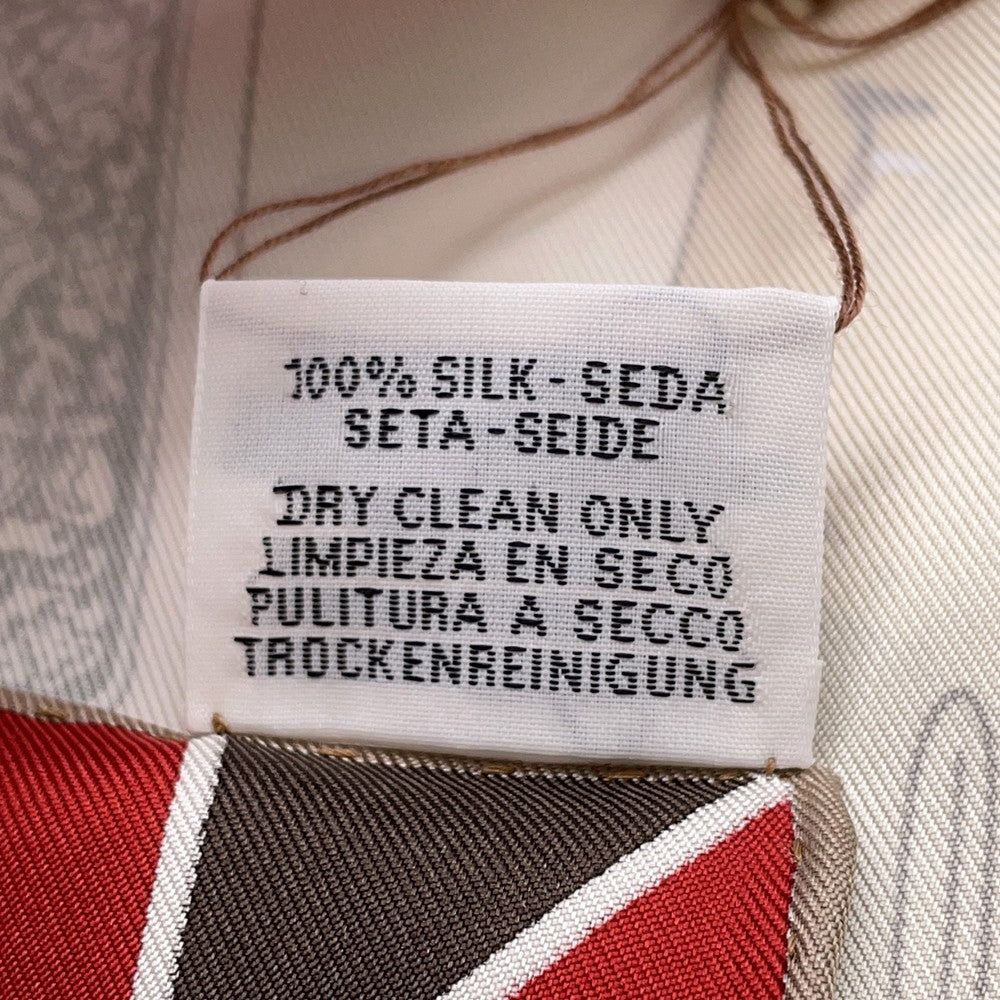 100% SILK - SEDA
SETA - SEIDE
DRY CLEAN ONLY
LIMPIEZA EN SECO
PULITURA A SECCO
TROCKENREINIGUNG